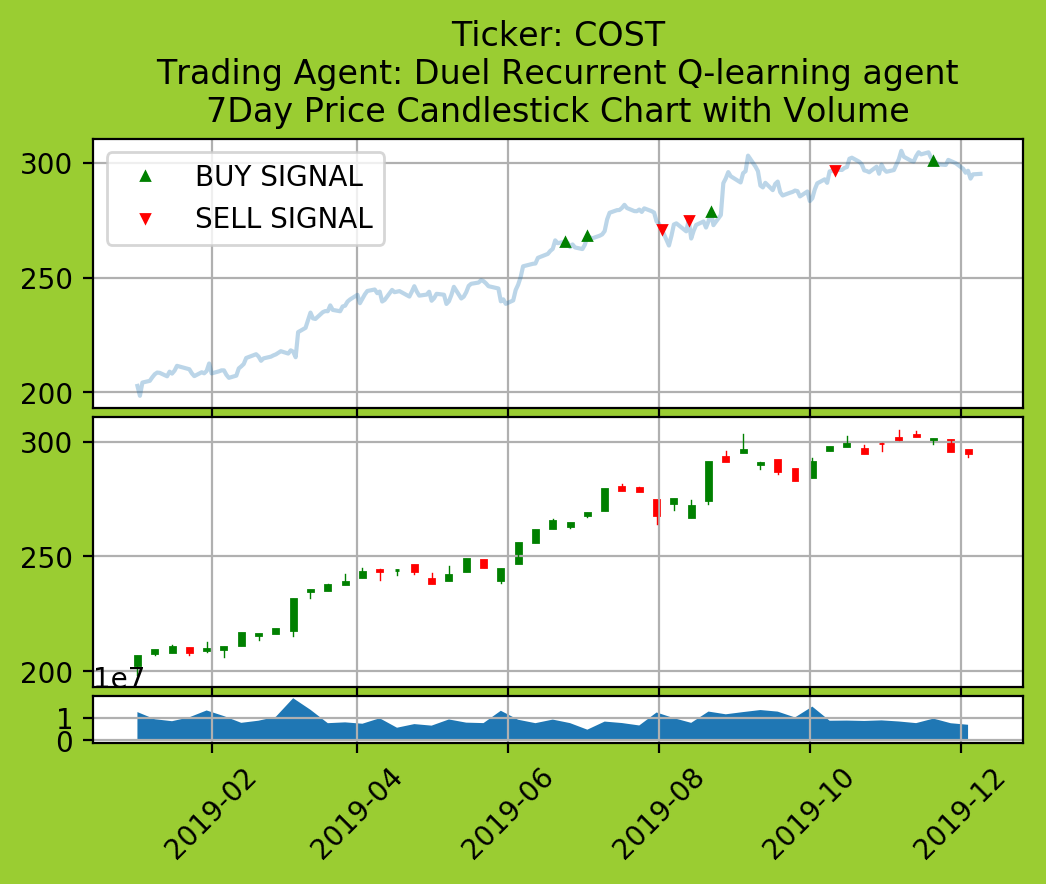 Ticker: COST
Trading Agent: Duel Recurrent Q-learning agent
7Day Price Candlestick Chart with Volume
300
250
200
BUY SIGNAL
SELL SIGNAL
300
250
200
1e7
1
0
2019-02
2019-04
2019-06
2019-08
2019-10
2019-12